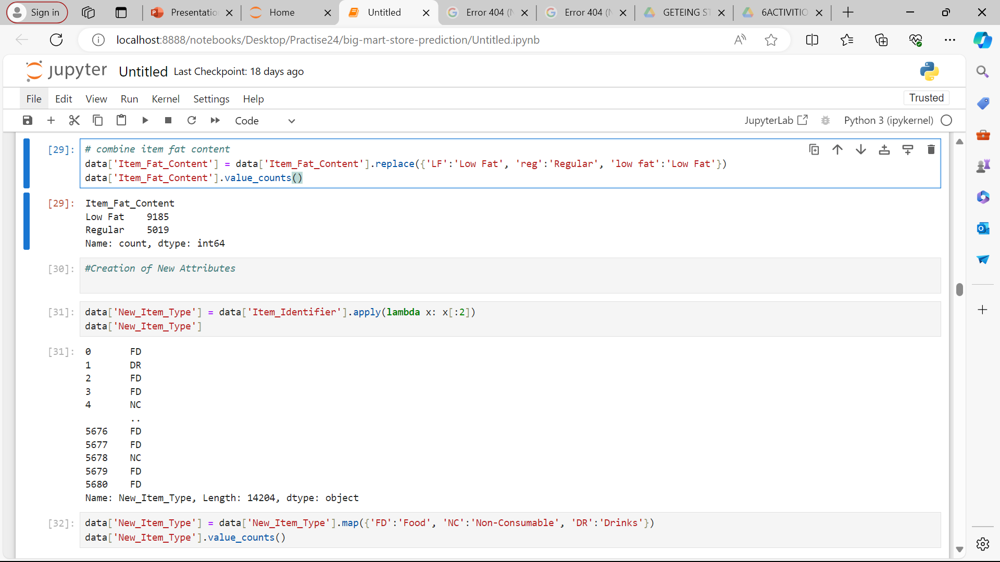 Sign in
Presentatio
Home
Untitled
Error 404 (N
Error 404 (N
GETEING ST
6ACTIVITIO
localhost:8888/notebooks/Desktop/Practise24/big-mart-store-prediction/Untitled.ipynb
jupyter Untitled Last Checkpoint: 18 days ago
File Edit View Run Kernel Settings Help
Trusted
Code
JupyterLab
Python 3 (ipykernel)
[29]: # combine item fat content
data['Item_Fat_Content'] = data['Item_Fat_Content'].replace({'LF':'Low Fat', 'reg':'Regular', 'low fat':'Low Fat'})
data['Item_Fat_Content'].value_counts()
[29]: Item_Fat_Content
Low Fat    9185
Regular    5019
Name: count, dtype: int64
[30]: #Creation of New Attributes
[31]: data['New_Item_Type'] = data['Item_Identifier'].apply(lambda x: x[:2])
data['New_Item_Type']
[31]: 0       FD
1       DR
2       FD
3       FD
4       NC
..
5676    FD
5677    FD
5678    NC
5679    FD
5680    FD
Name: New_Item_Type, Length: 14204, dtype: object
[32]: data['New_Item_Type'] = data['New_Item_Type'].map({'FD':'Food', 'NC':'Non-Consumable', 'DR':'Drinks'})
data['New_Item_Type'].value_counts()